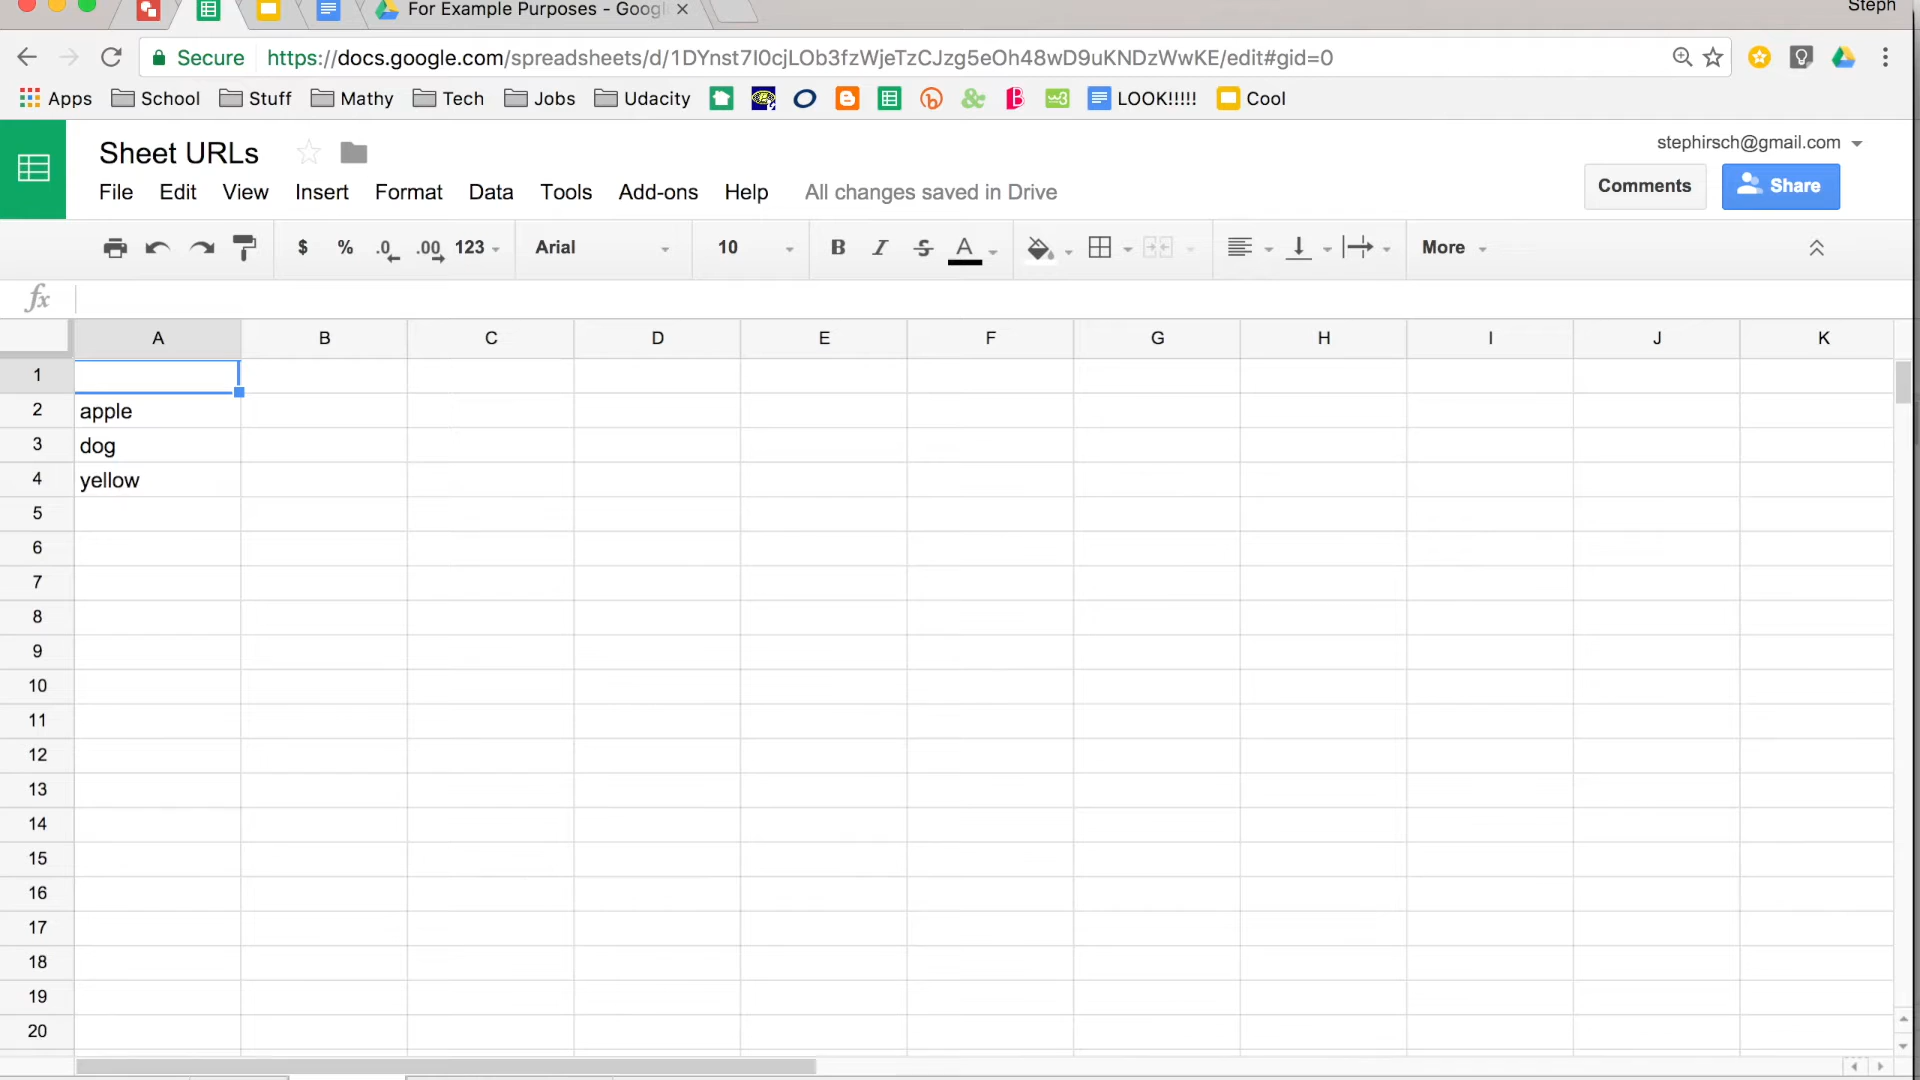 Steph
For Example Purposes - Googl
Secure https://docs.google.com/spreadsheets/d/1DYnst7I0cjLOb3fzWjeTzCJzg5eOh48wD9uKNDzWwKE/edit#gid=0
Apps School Stuff Mathy Tech Jobs Udacity LOOK!!!!! Cool
Sheet URLs
stephirsch@gmail.com
File Edit View Insert Format Data Tools Add-ons Help All changes saved in Drive
Comments Share
$ % .0 .00 123 Arial 10 B I S A More
fx
A B C D E F G H I J K
1
2 apple
3 dog
4 yellow
5
6
7
8
9
10
11
12
13
14
15
16
17
18
19
20